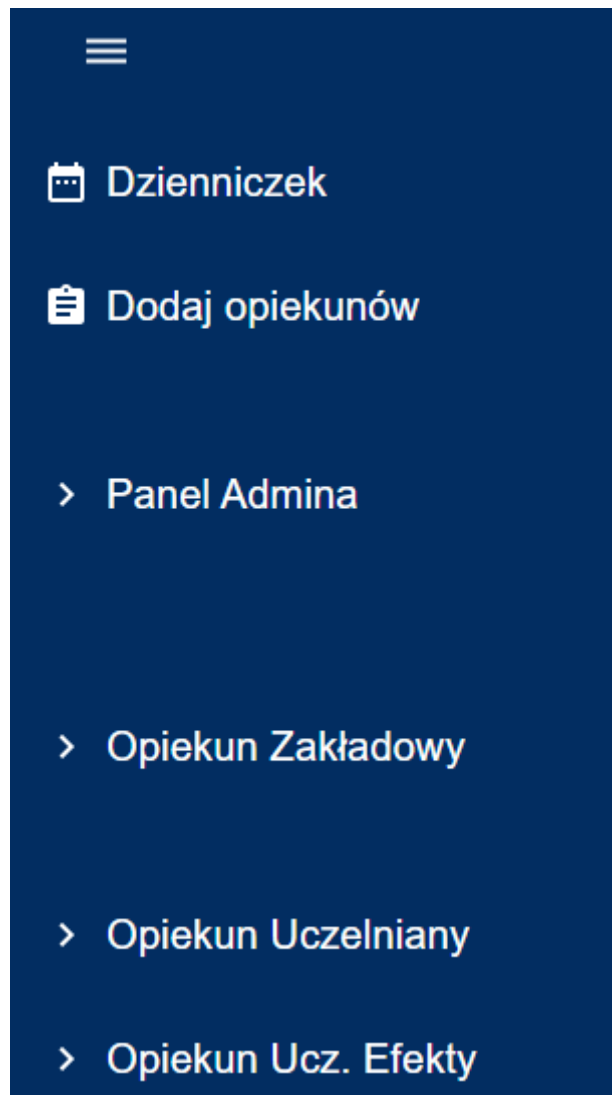 Dzienniczek
Dodaj opiekunów
Panel Admina
Opiekun Zakładowy
Opiekun Uczelniany
Opiekun Ucz. Efekty